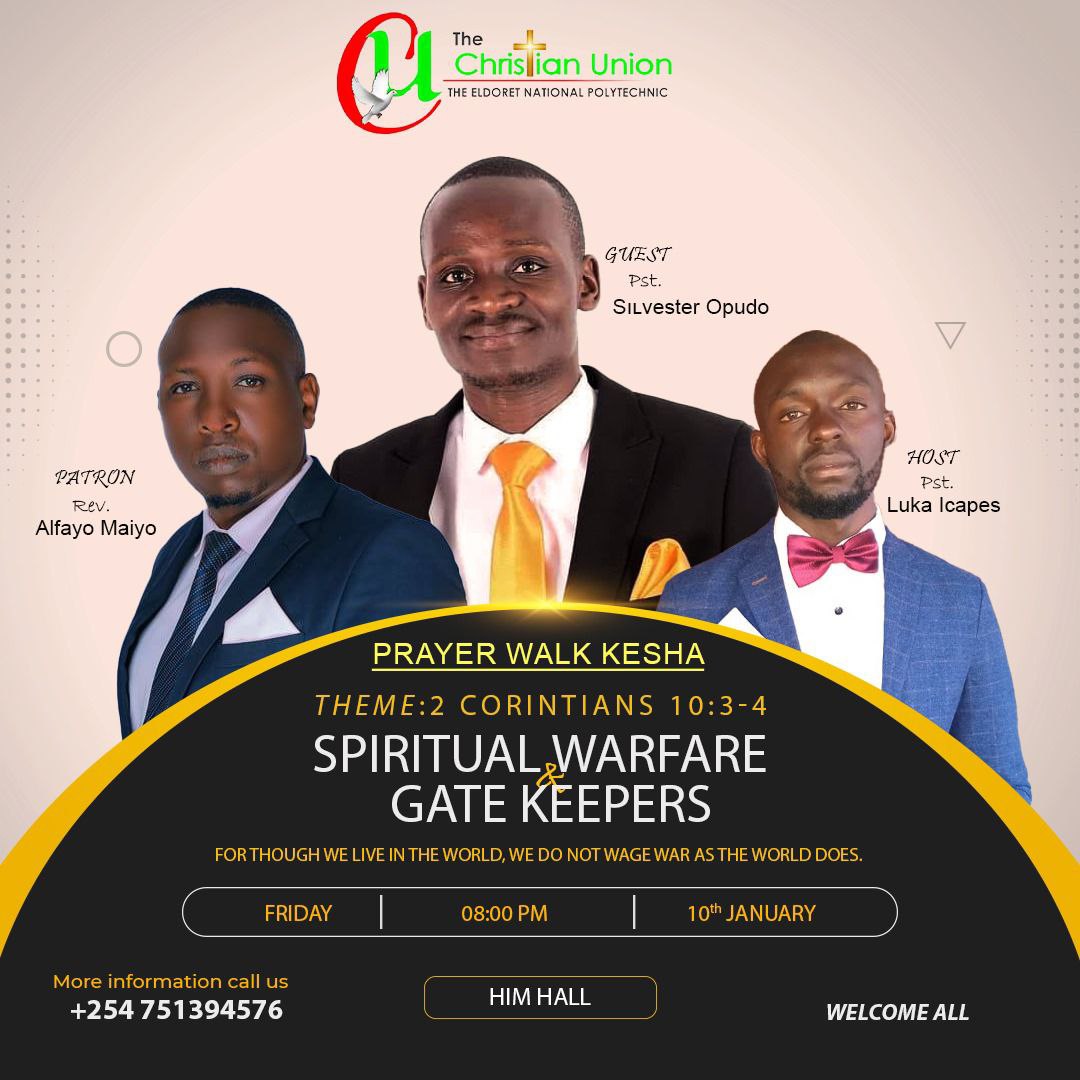 Cu
The
Christian Union
THE ELDORET NATIONAL POLYTECHNIC
GUEST
Pst.
Silvester Opudo
PATRON
Rev.
Alfayo Maiyo
HOST
Pst.
Luka Icapes
PRAYER WALK KESHA
THEME:2 CORINTIANS 10:3-4
SPIRITUAL WARFARE
&
GATE KEEPERS
FOR THOUGH WE LIVE IN THE WORLD, WE DO NOT WAGE WAR AS THE WORLD DOES.
FRIDAY
08:00 PM
10th JANUARY
More information call us
+254 751394576
HIM HALL
WELCOME ALL